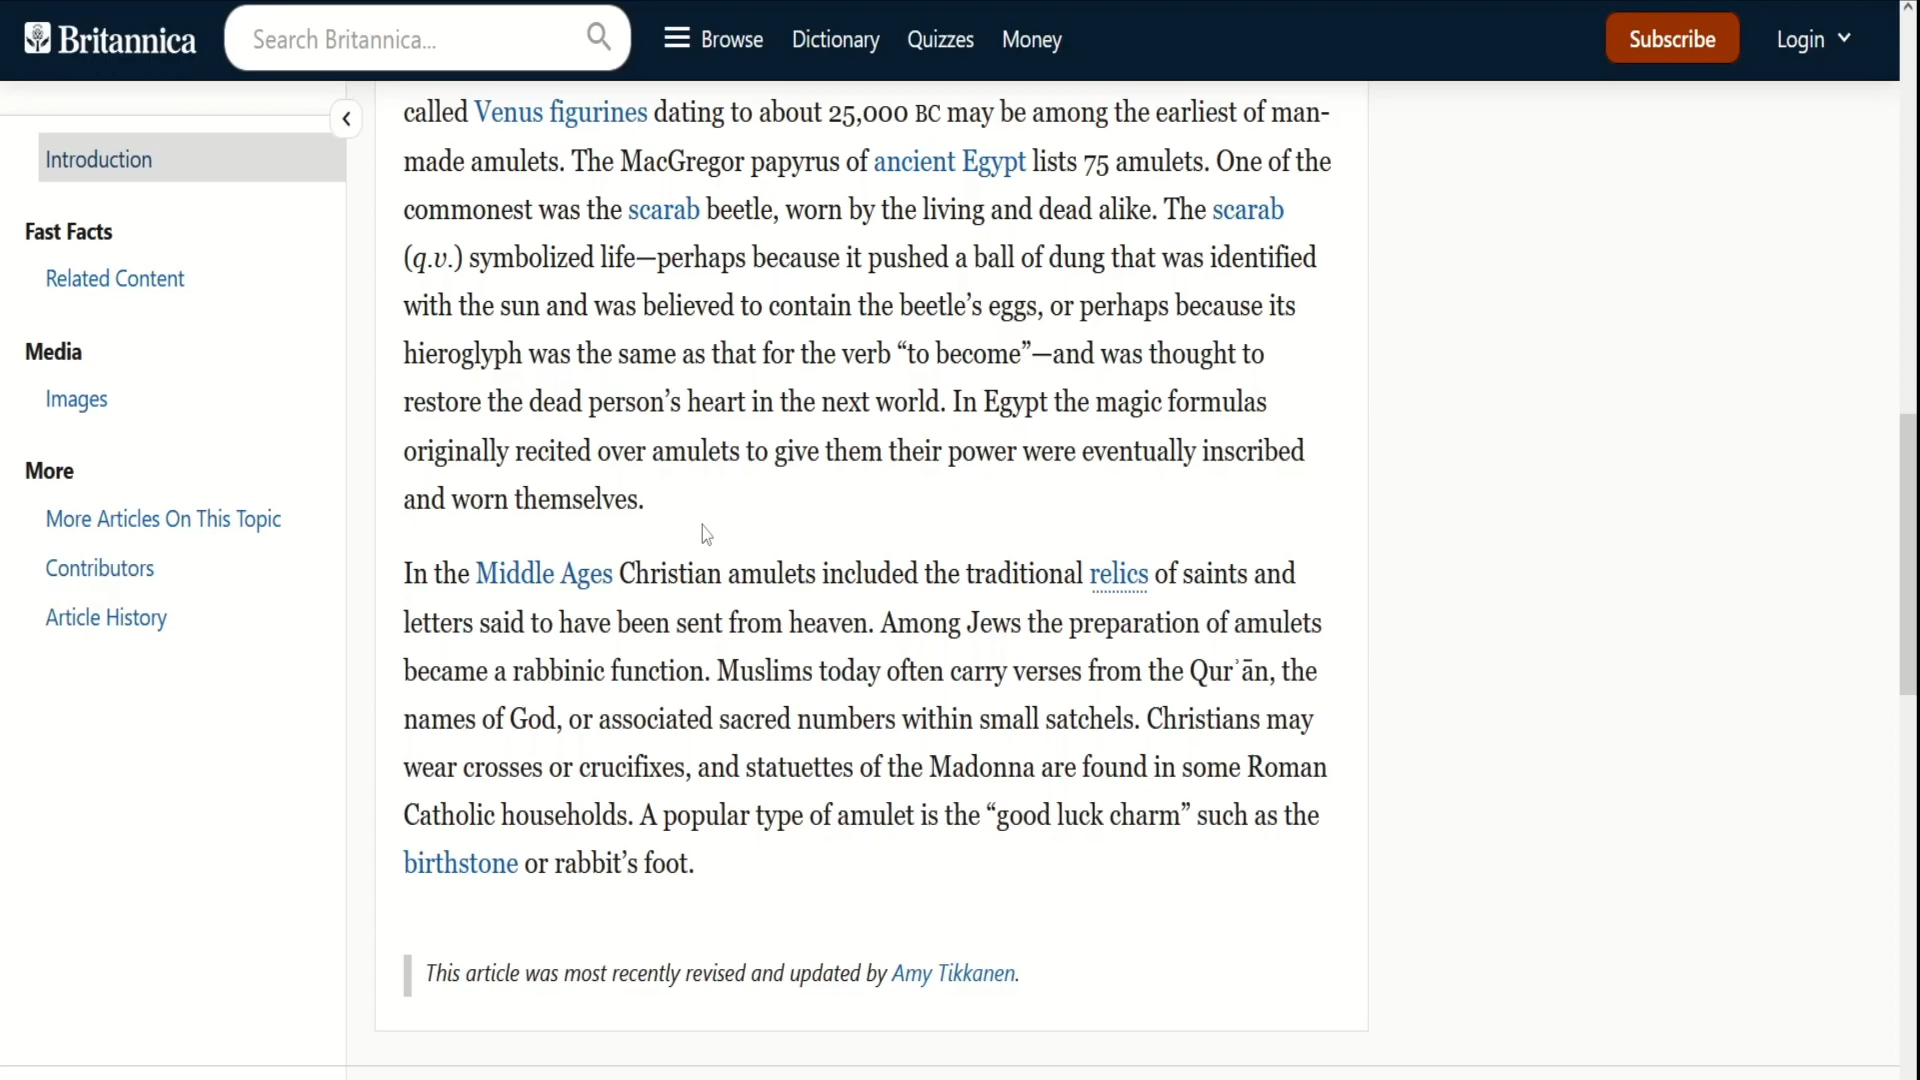 Britannica
Search Britannica...
Browse
Dictionary
Quizzes
Money
Subscribe
Login
Introduction
Fast Facts
Related Content
Media
Images
More
More Articles On This Topic
Contributors
Article History
called Venus figurines dating to about 25,000 BC may be among the earliest of man-
made amulets. The MacGregor papyrus of ancient Egypt lists 75 amulets. One of the
commonest was the scarab beetle, worn by the living and dead alike. The scarab
(q.v.) symbolized life—perhaps because it pushed a ball of dung that was identified
with the sun and was believed to contain the beetle’s eggs, or perhaps because its
hieroglyph was the same as that for the verb “to become”—and was thought to
restore the dead person’s heart in the next world. In Egypt the magic formulas
originally recited over amulets to give them their power were eventually inscribed
and worn themselves.
In the Middle Ages Christian amulets included the traditional relics of saints and
letters said to have been sent from heaven. Among Jews the preparation of amulets
became a rabbinic function. Muslims today often carry verses from the Qurʾān, the
names of God, or associated sacred numbers within small satchels. Christians may
wear crosses or crucifixes, and statuettes of the Madonna are found in some Roman
Catholic households. A popular type of amulet is the “good luck charm” such as the
birthstone or rabbit’s foot.
This article was most recently revised and updated by Amy Tikkanen.